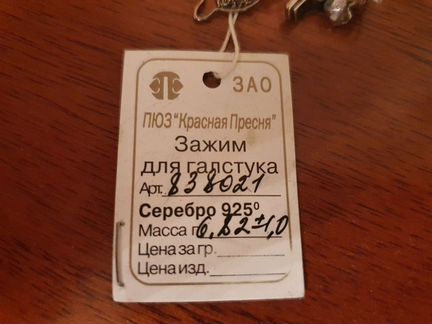 ЗАО
ПЮЗ "Красная Пресня"
Зажим
для галстука
Арт. 838021
Серебро 925°
Масса г. 6,82±1,0
Цена за гр.
Цена изд.